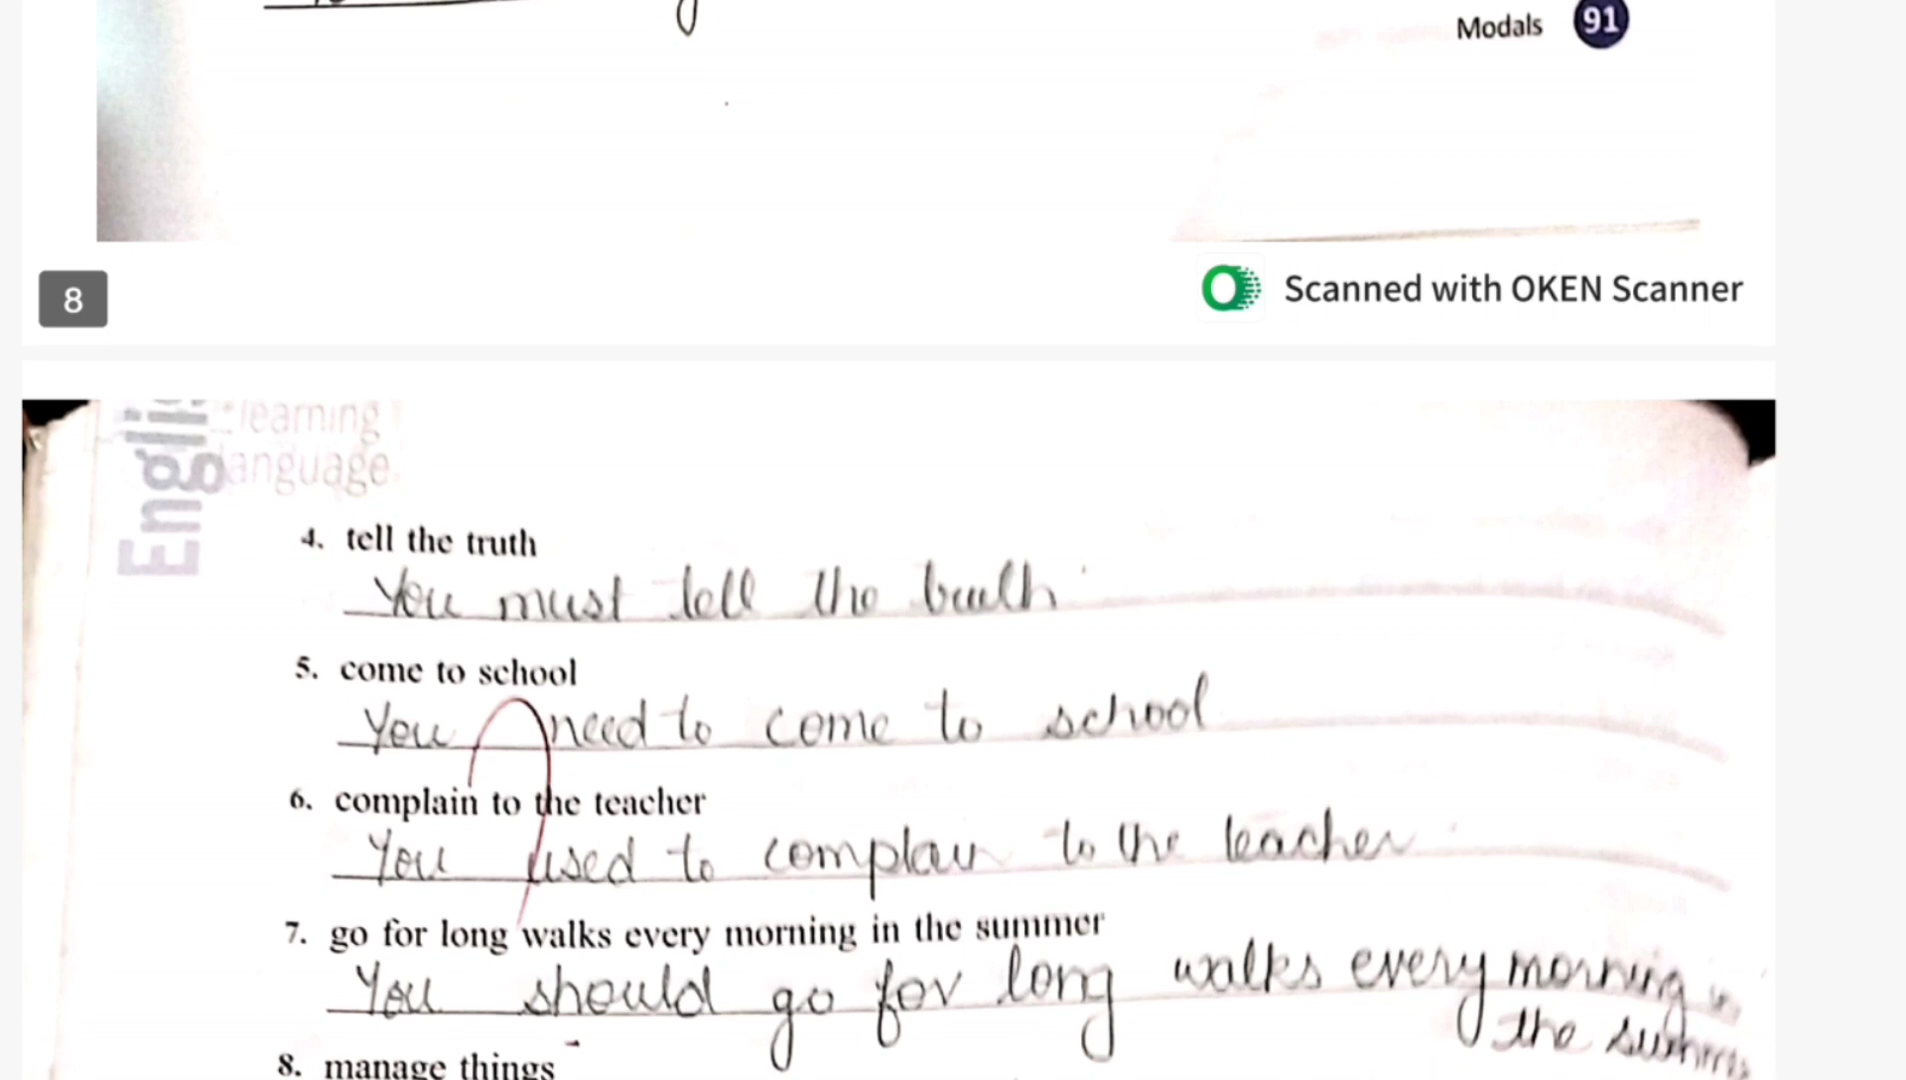 Modals 91
8
Scanned with OKEN Scanner
learning
language
4. tell the truth
You must tell the truth.
5. come to school
You need to come to school
6. complain to the teacher
You used to complain to the teacher
7. go for long walks every morning in the summer
You should go for long walks every morning in
the summer
8. manage things